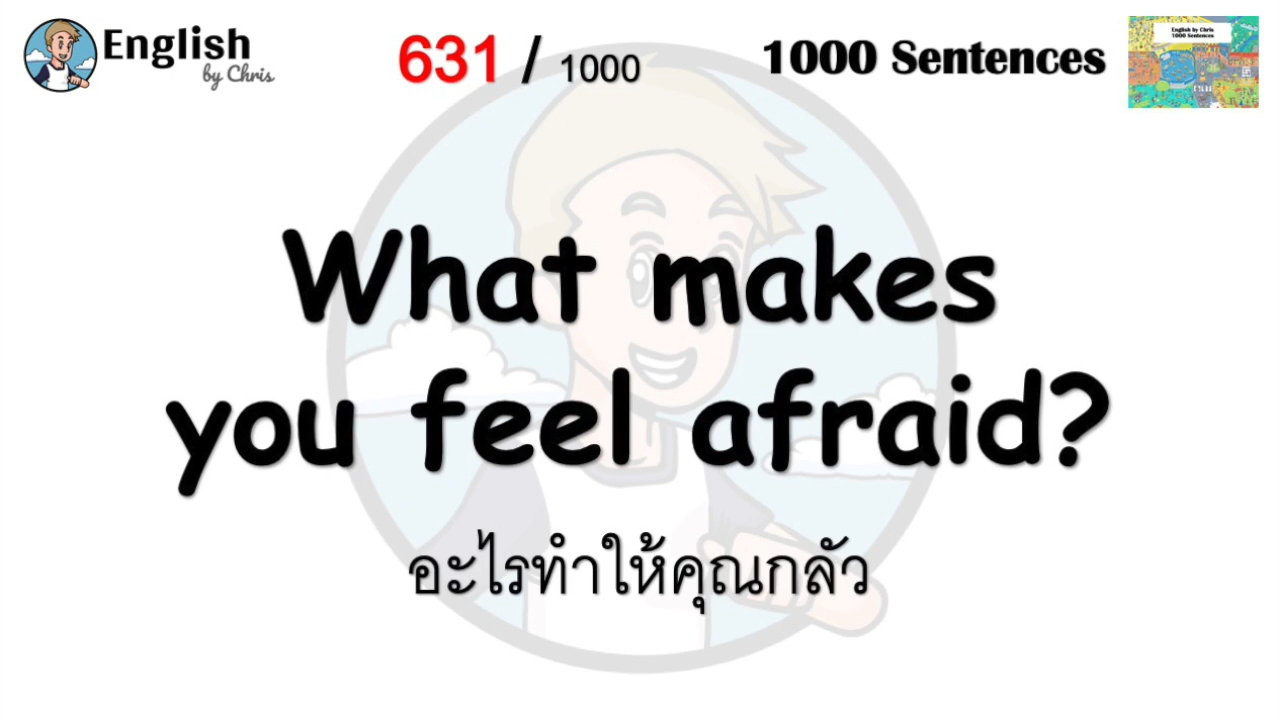 English
by Chris
631 / 1000
1000 Sentences
English by Chris
1000 Sentences
What makes
you feel afraid?
อะไรทำให้คุณกลัว